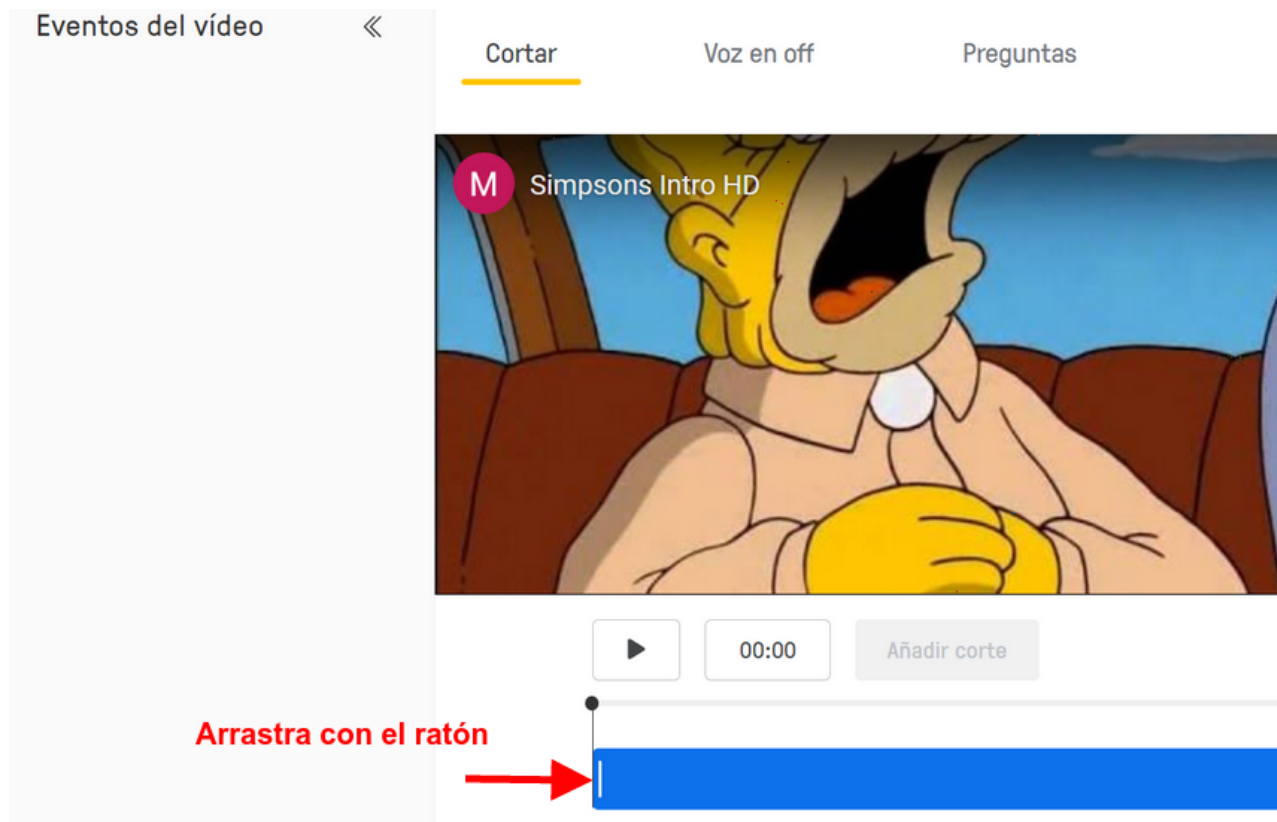 Eventos del vídeo
Cortar
Voz en off
Preguntas
M
Simpsons Intro HD
00:00
Añadir corte
Arrastra con el ratón